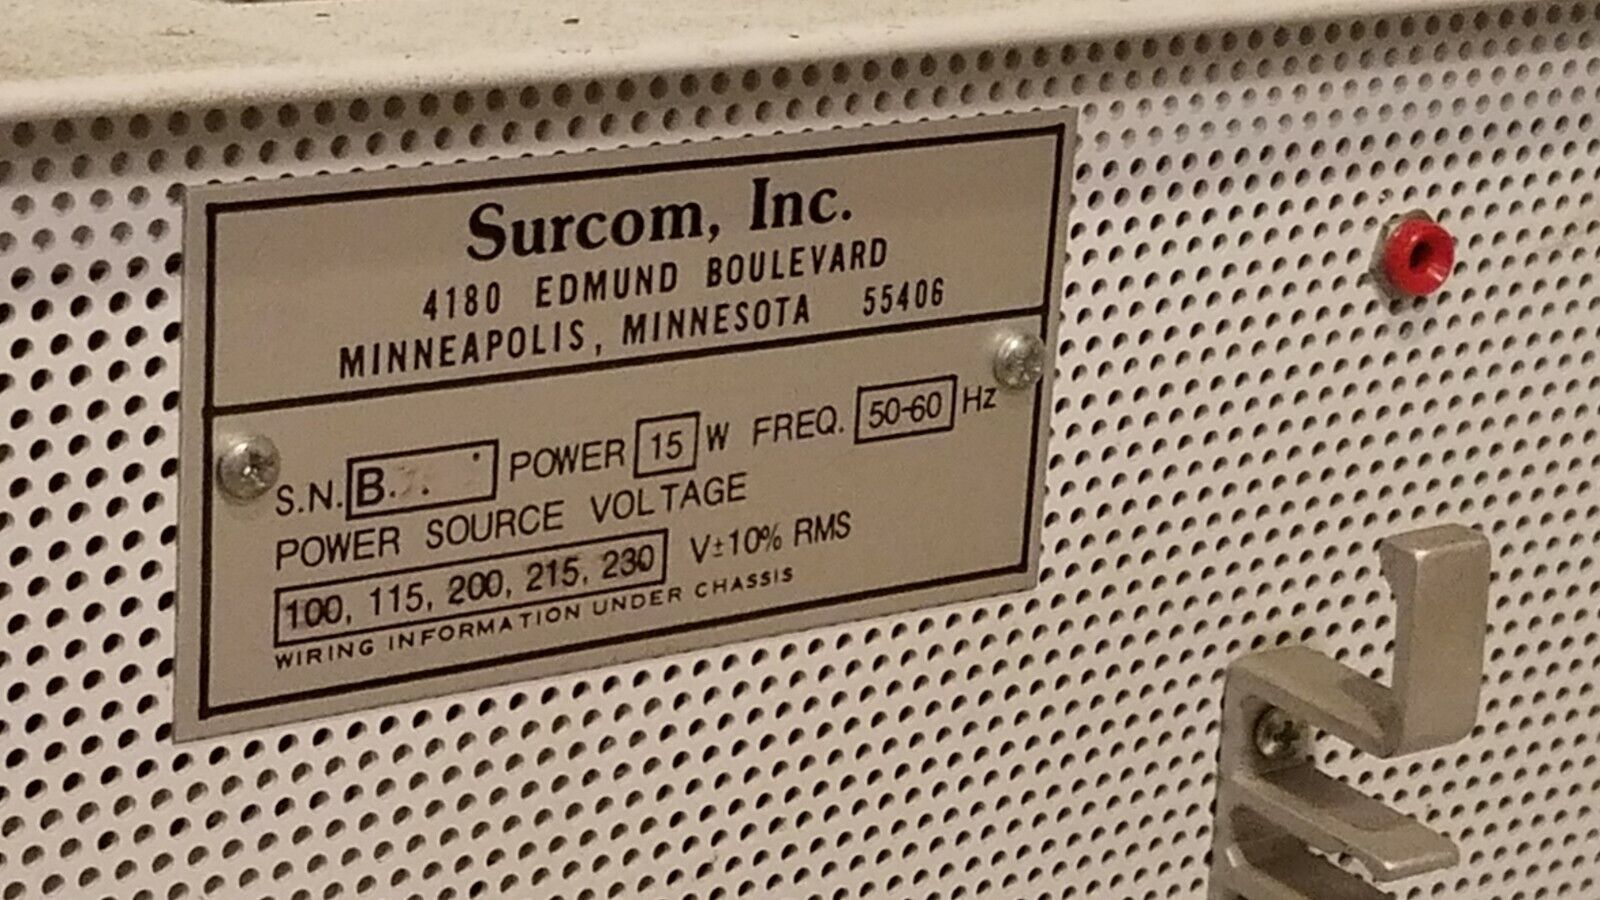 Surcom, Inc.
4180 EDMUND BOULEVARD
MINNEAPOLIS, MINNESOTA 55406
S.N. B POWER 15 W FREQ. 50-60 Hz
POWER SOURCE VOLTAGE
100, 115, 200, 215, 230 V±10% RMS
WIRING INFORMATION UNDER CHASSIS